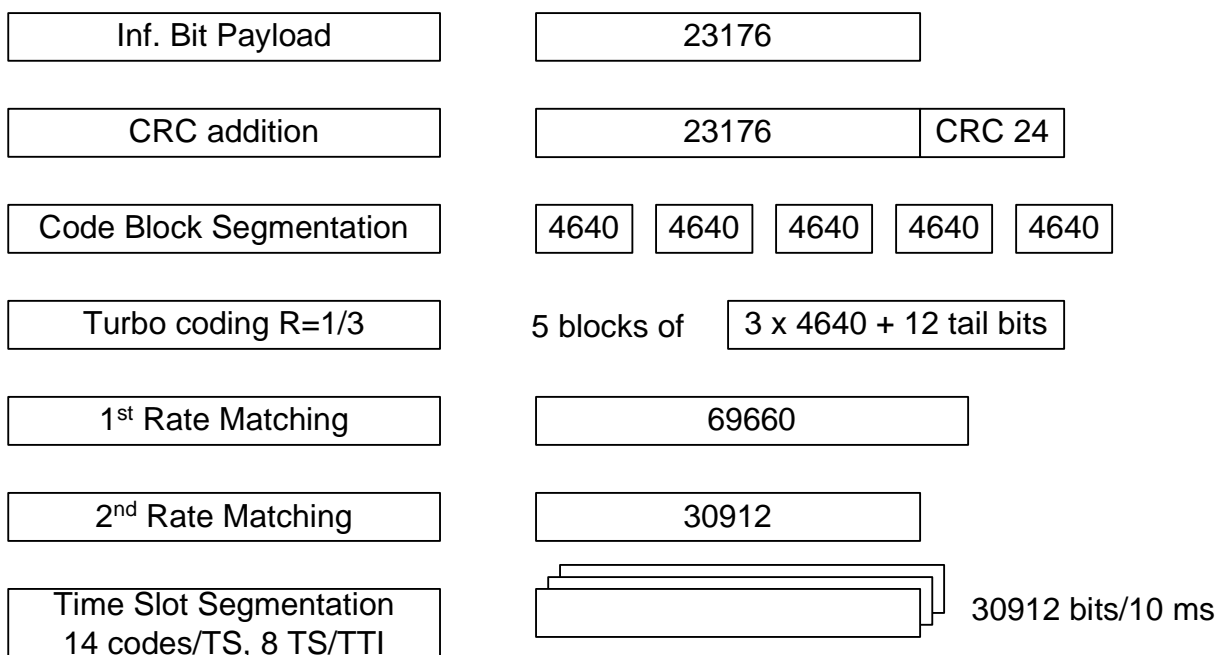 Inf. Bit Payload
23176
CRC addition
23176
CRC 24
Code Block Segmentation
4640
4640
4640
4640
4640
Turbo coding R=1/3
5 blocks of
3 x 4640 + 12 tail bits
1st Rate Matching
69660
2nd Rate Matching
30912
Time Slot Segmentation
14 codes/TS, 8 TS/TTI
30912 bits/10 ms